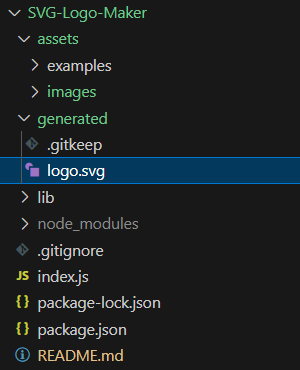 SVG-Logo-Maker
assets
examples
images
generated
.gitkeep
logo.svg
lib
node_modules
.gitignore
JS index.js
{ } package-lock.json
{ } package.json
README.md